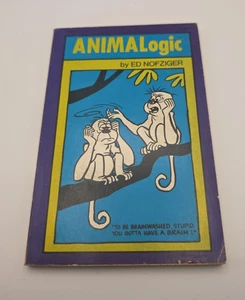 ANIMALogic
by ED NOFZIGER
"TO BE BRAINWASHED, STUPID,
YOU GOTTA HAVE A BRAIN!"